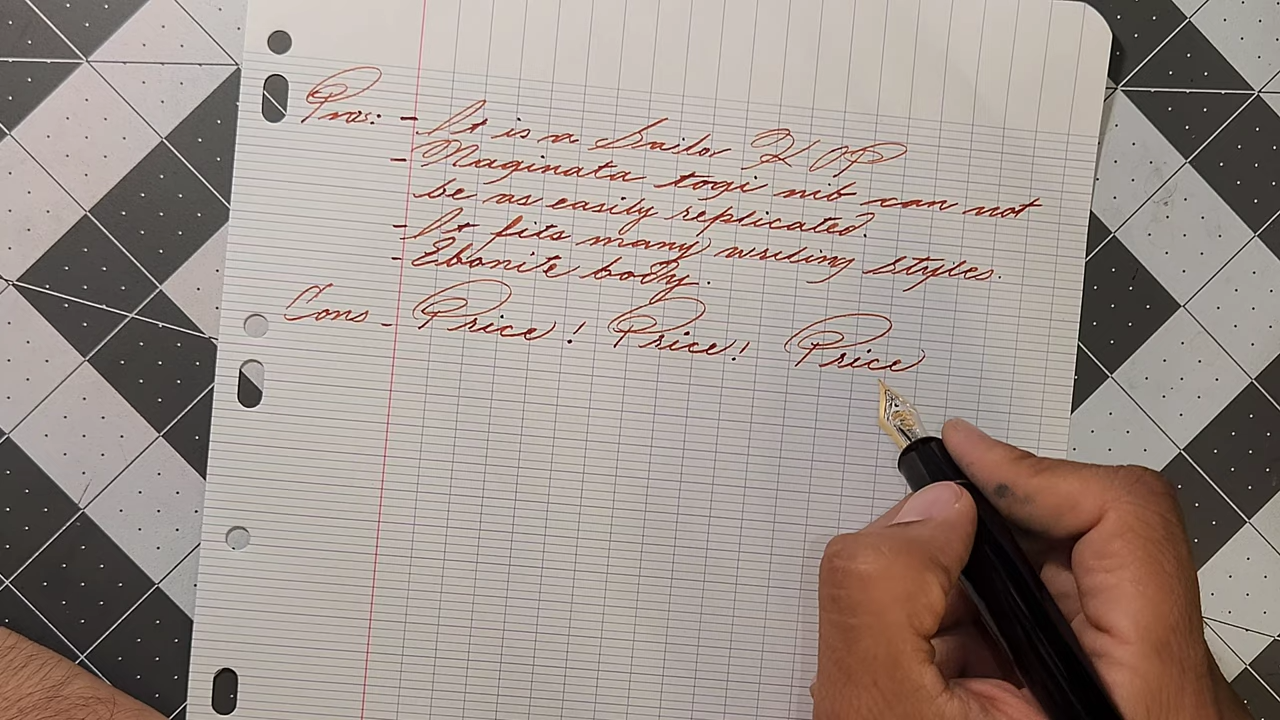 Pros: - It is a Sailor KOP
- Naginata togi nib can not
be as easily replicated.
- It fits many writing styles.
- Ebonite body.
Cons - Price! Price! Price